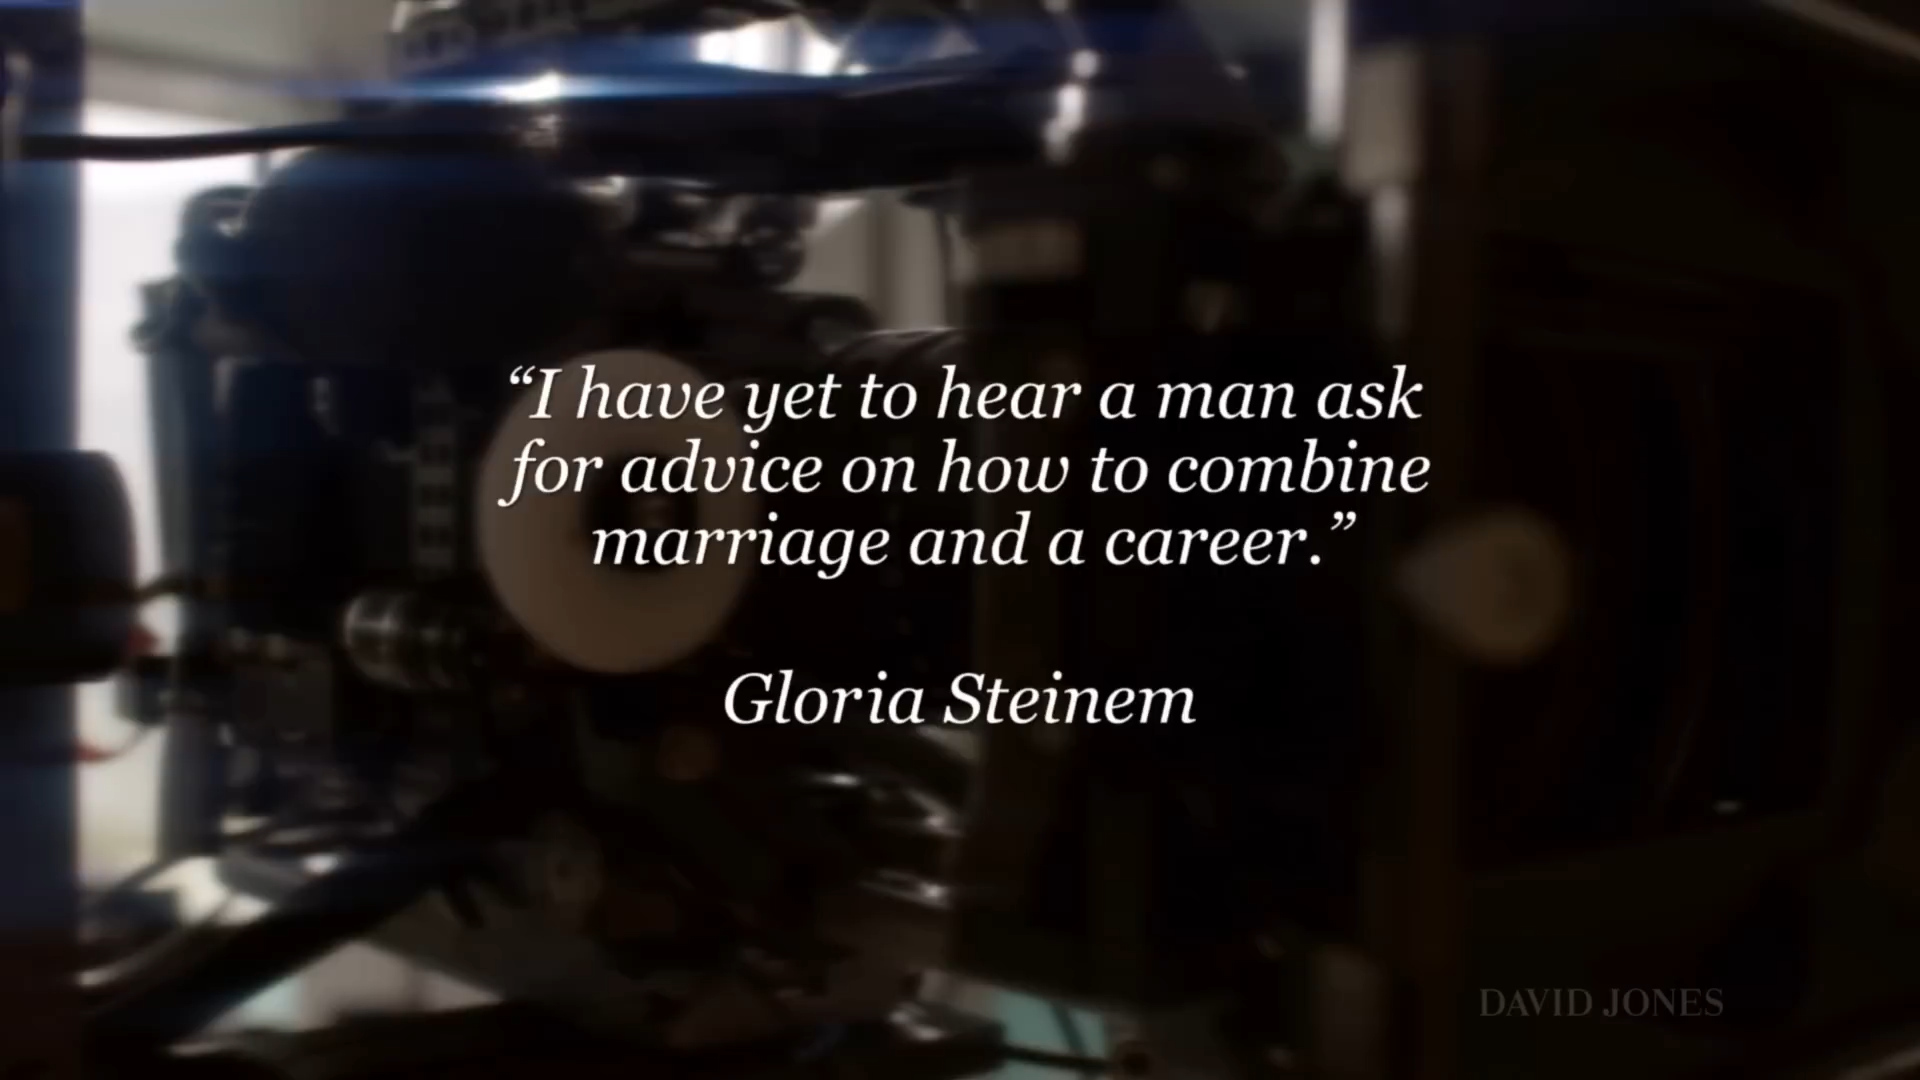 “I have yet to hear a man ask
for advice on how to combine
marriage and a career.”
Gloria Steinem
DAVID JONES